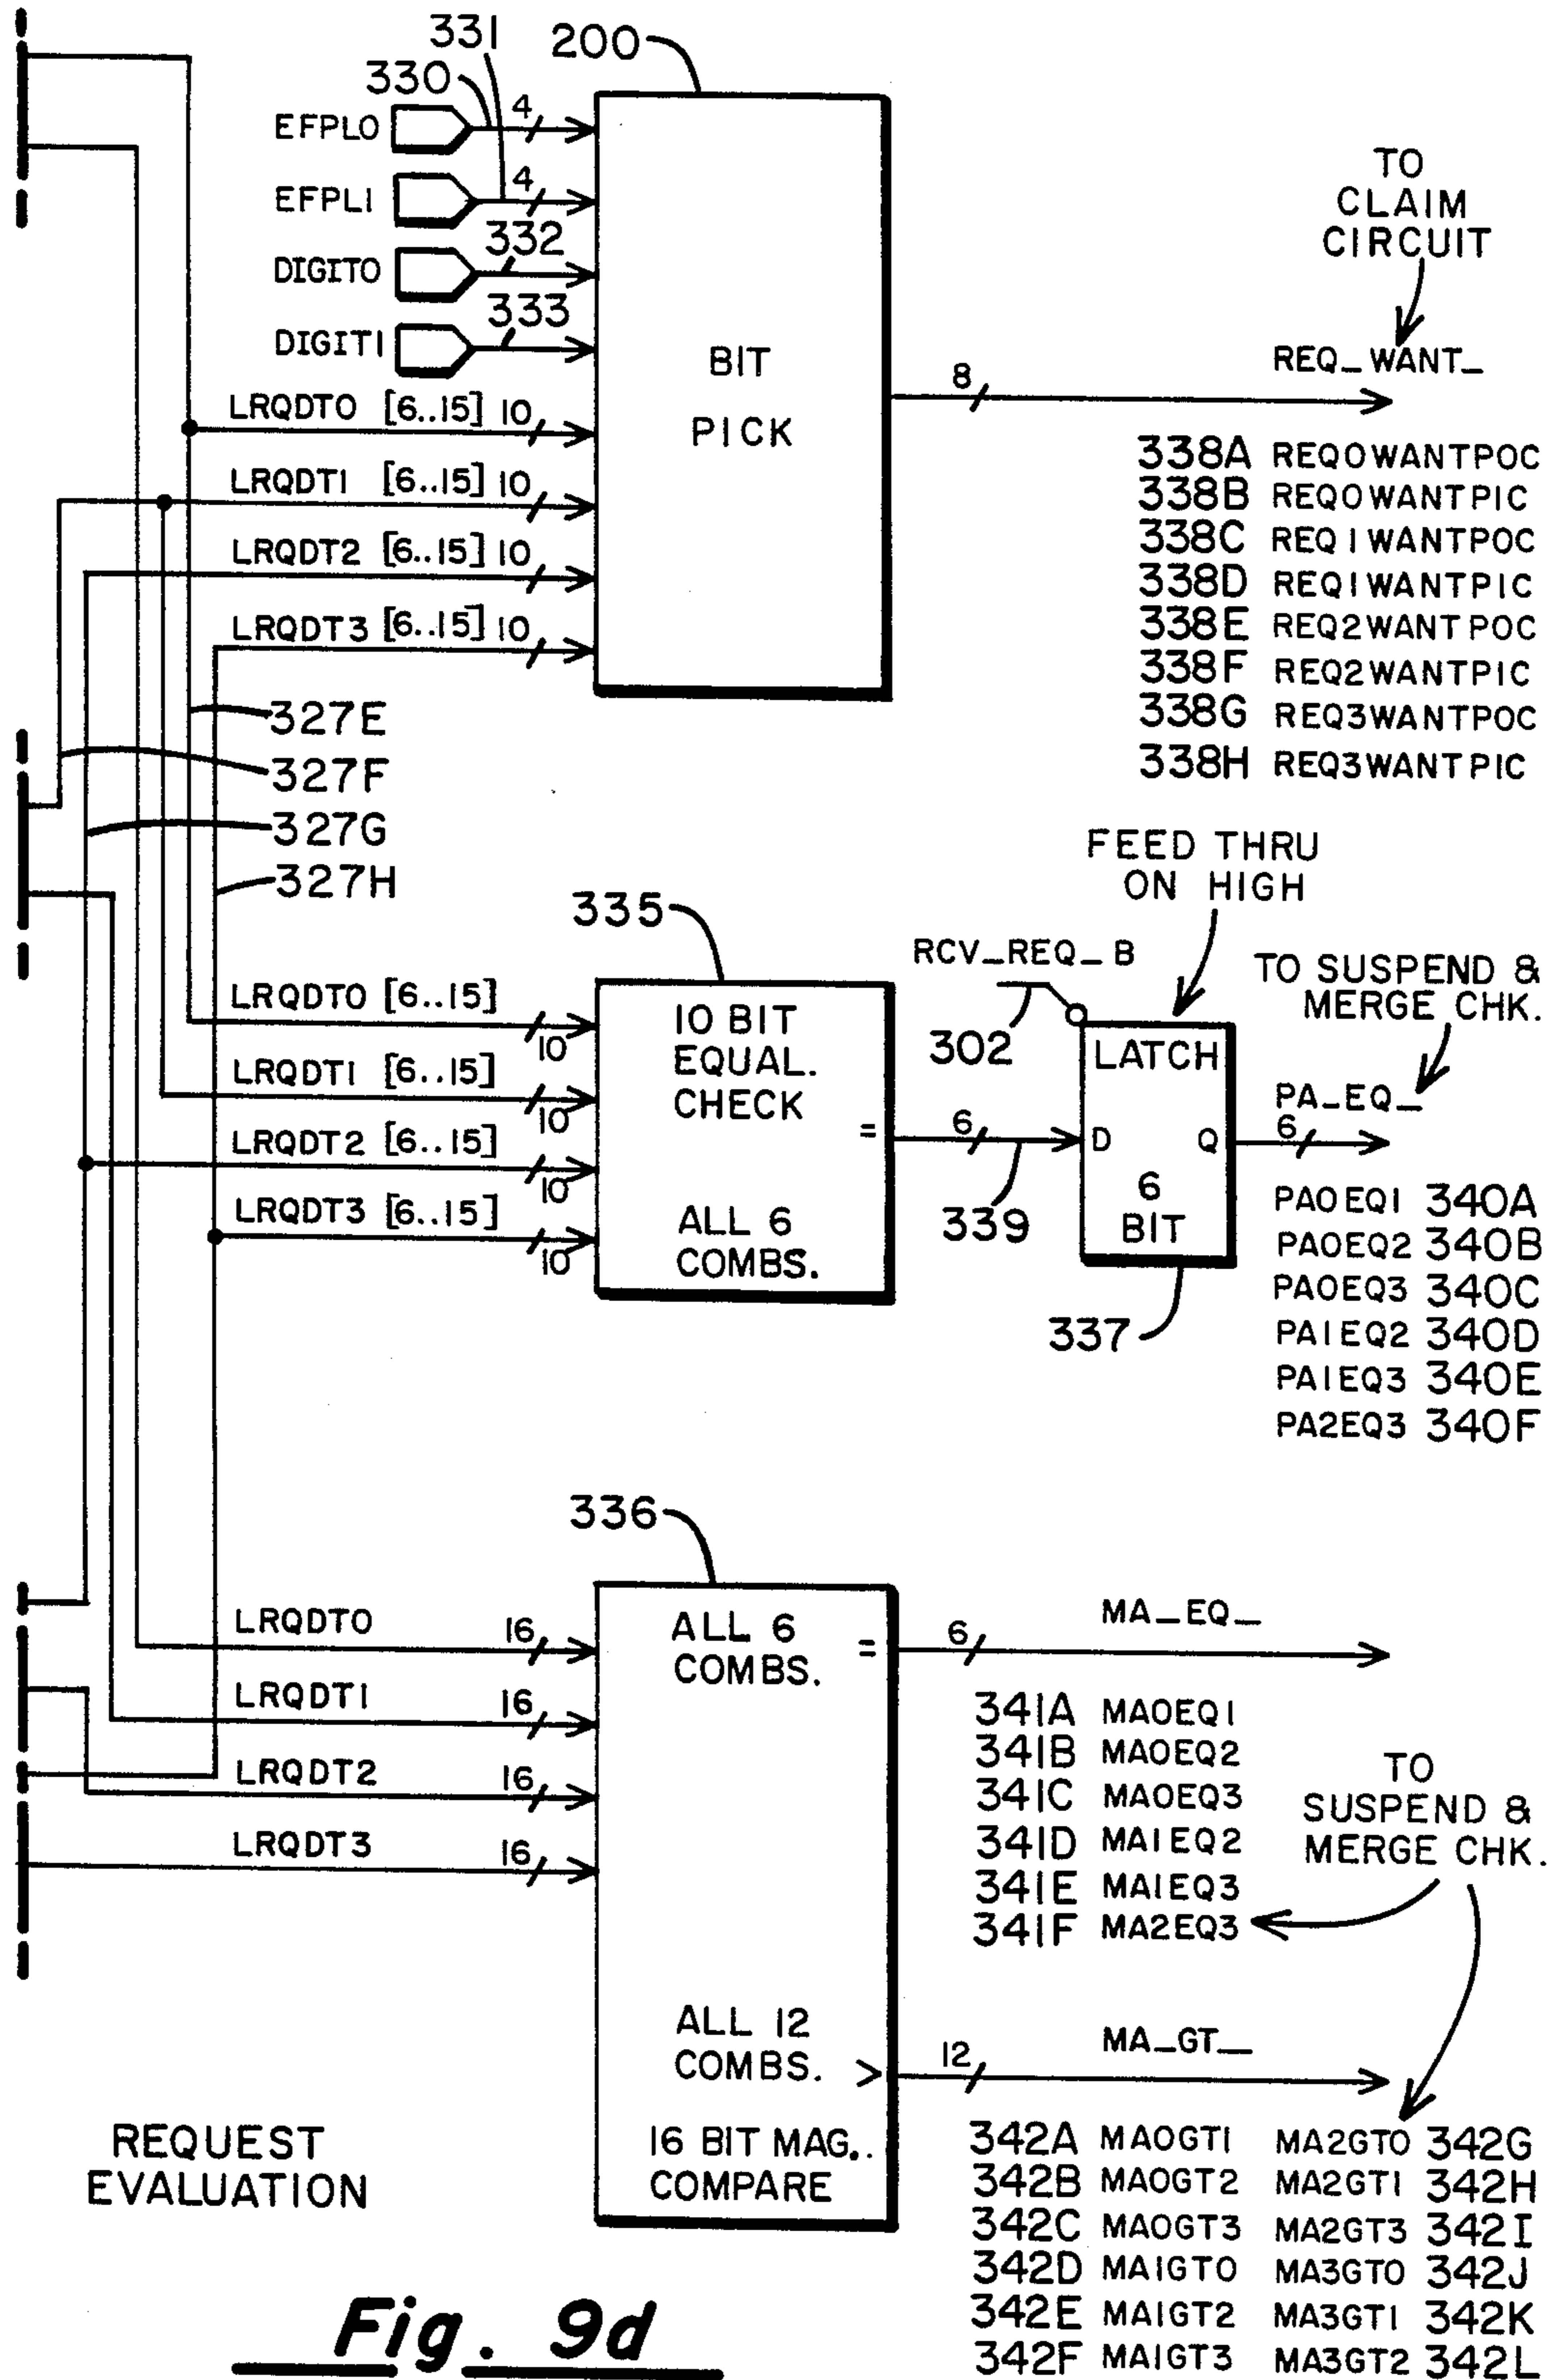 331
200
330
EFPL0
4
EFPL1
4
332
DIGIT0
333
DIGIT1
LRQDT0 [6..15] 10
LRQDT1 [6..15] 10
LRQDT2 [6..15] 10
LRQDT3 [6..15] 10
BIT
PICK
8
TO
CLAIM
CIRCUIT
REQ_WANT_
338A REQ0WANTPOC
338B REQ0WANTPIC
338C REQ1WANTPOC
338D REQ1WANTPIC
338E REQ2WANTPOC
338F REQ2WANTPIC
338G REQ3WANTPOC
338H REQ3WANTPIC
327E
327F
327G
327H
335
LRQDT0 [6..15]
10
LRQDT1 [6..15]
10
LRQDT2 [6..15]
10
LRQDT3 [6..15]
10
10 BIT
EQUAL.
CHECK
=
ALL 6
COMBS.
6
339
FEED THRU
ON HIGH
RCV_REQ_B
302
LATCH
D Q
6
BIT
337
TO SUSPEND &
MERGE CHK.
PA_EQ_
6
PA0EQ1 340A
PA0EQ2 340B
PA0EQ3 340C
PA1EQ2 340D
PA1EQ3 340E
PA2EQ3 340F
336
LRQDT0 16
LRQDT1 16
LRQDT2 16
LRQDT3 16
ALL 6
COMBS.
=
ALL 12
COMBS. >
16 BIT MAG..
COMPARE
6
MA_EQ_
341A MA0EQ1
341B MA0EQ2
341C MA0EQ3
341D MA1EQ2
341E MA1EQ3
341F MA2EQ3
TO
SUSPEND &
MERGE CHK.
12
MA_GT_
342A MA0GT1 MA2GT0 342G
342B MA0GT2 MA2GT1 342H
342C MA0GT3 MA2GT3 342I
342D MA1GT0 MA3GT0 342J
342E MA1GT2 MA3GT1 342K
342F MA1GT3 MA3GT2 342L
REQUEST
EVALUATION
Fig. 9d